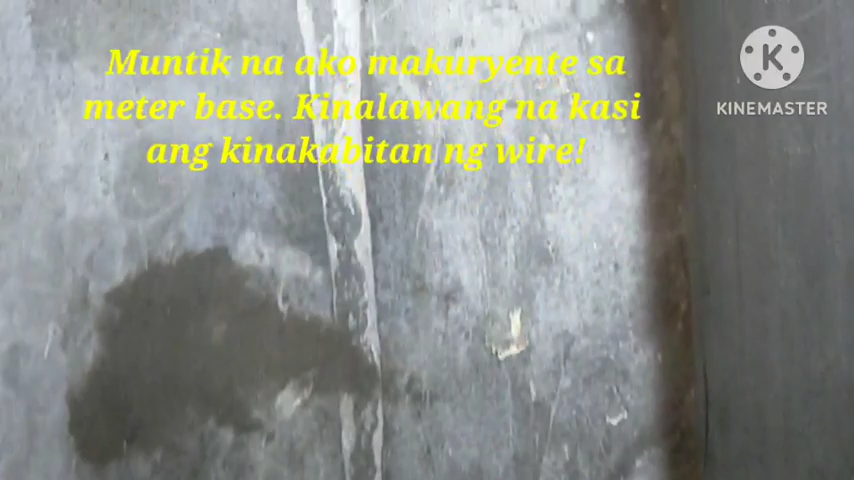 Muntik na ako makuryente sa
meter base. Kinalawang na kasi
ang kinakabitan ng wire!
K
KINEMASTER